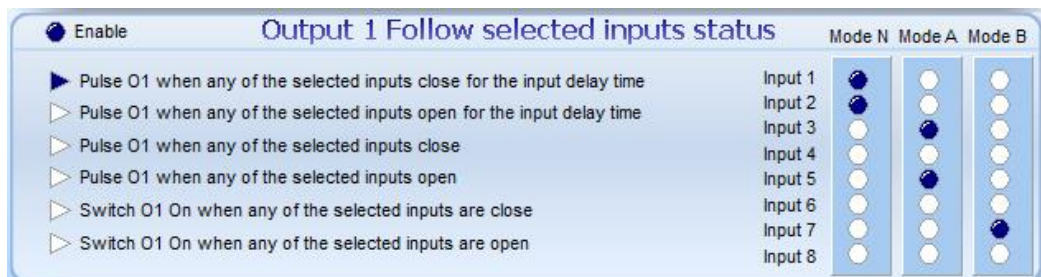 Enable
Output 1 Follow selected inputs status
Mode N Mode A Mode B
Pulse O1 when any of the selected inputs close for the input delay time
Pulse O1 when any of the selected inputs open for the input delay time
Pulse O1 when any of the selected inputs close
Pulse O1 when any of the selected inputs open
Switch O1 On when any of the selected inputs are close
Switch O1 On when any of the selected inputs are open
Input 1
Input 2
Input 3
Input 4
Input 5
Input 6
Input 7
Input 8